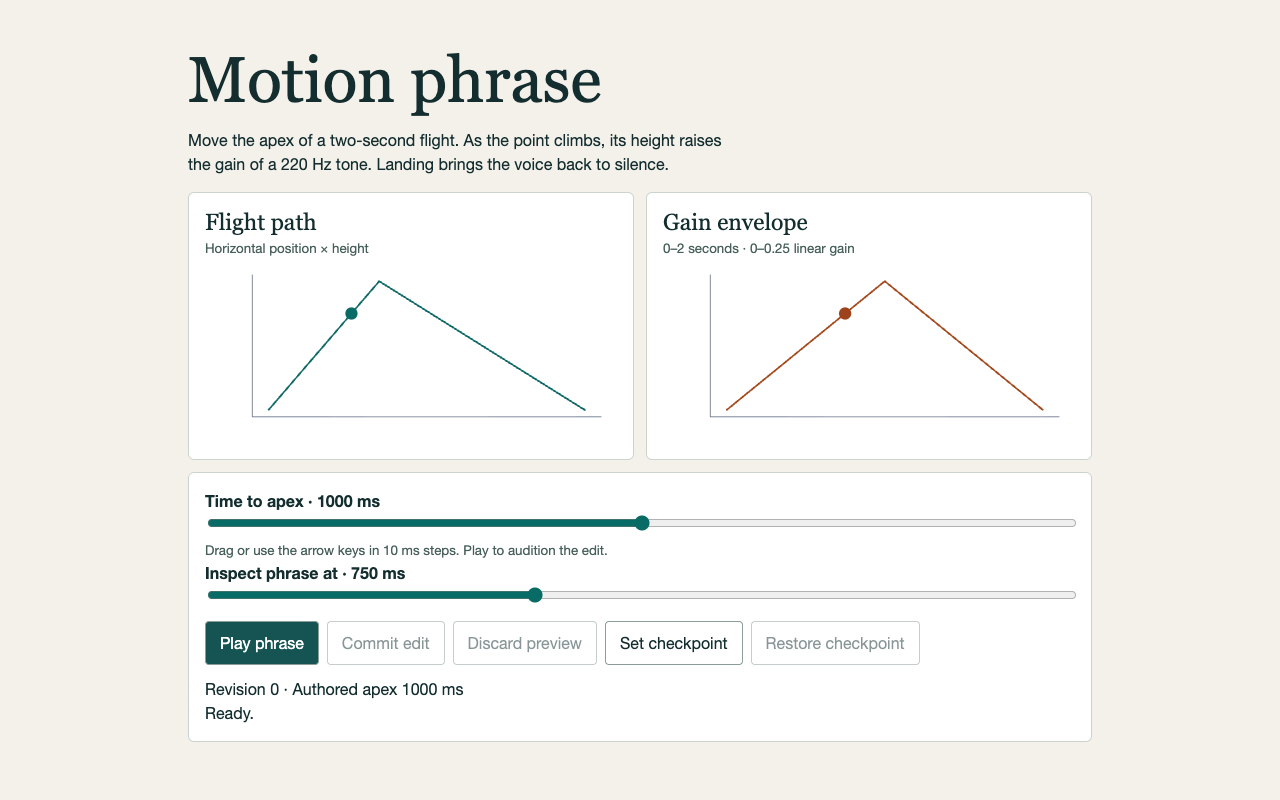 Motion phrase
Move the apex of a two-second flight. As the point climbs, its height raises
the gain of a 220 Hz tone. Landing brings the voice back to silence.
Flight path
Horizontal position × height
Gain envelope
0–2 seconds · 0–0.25 linear gain
Time to apex · 1000 ms
Drag or use the arrow keys in 10 ms steps. Play to audition the edit.
Inspect phrase at · 750 ms
Play phrase
Commit edit
Discard preview
Set checkpoint
Restore checkpoint
Revision 0 · Authored apex 1000 ms
Ready.